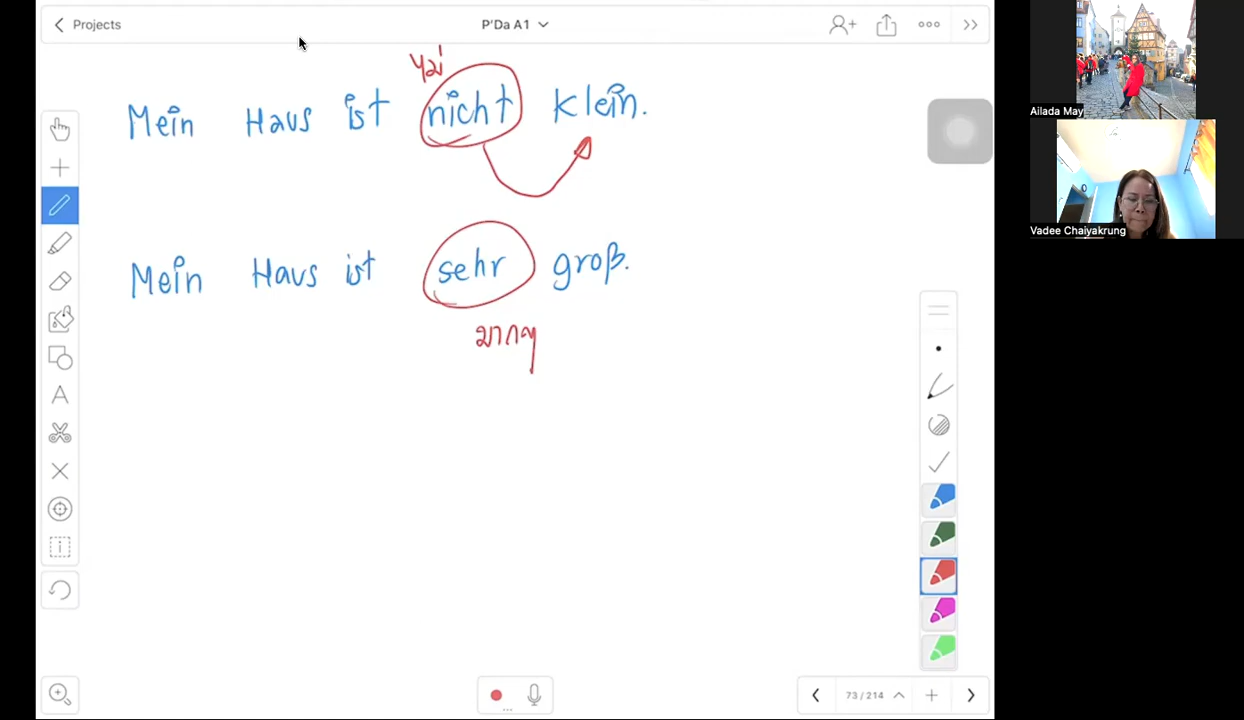 Projects
P'Da A1
Ailada May
ไม่
Mein Haus ist nicht klein.
Vadee Chaiyakrung
Mein Haus ist sehr groß.
มากๆ
A
73 / 214